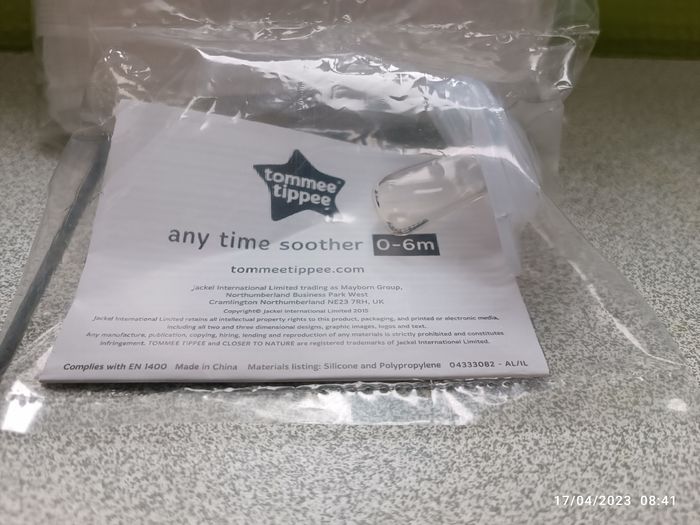 tommee
tippee
any time soother 0-6m
tommeetippee.com
Jackel International Limited trading as Mayborn Group,
Northumberland Business Park West
Cramlington Northumberland NE23 7RH, UK
Copyright© Jackel International Limited 2015
Jackel International Limited retains all intellectual property rights to this product, packaging, and printed or electronic media,
including all two and three dimensional designs, graphic images, logos and text.
Any manufacture, publication, copying, hiring, lending and reproduction of any materials is strictly prohibited and constitutes
infringement. TOMMEE TIPPEE and CLOSER TO NATURE are registered trademarks of Jackel International Limited.
Complies with EN 1400 Made in China Materials listing: Silicone and Polypropylene 04333082 - AL/IL
17/04/2023 08:41